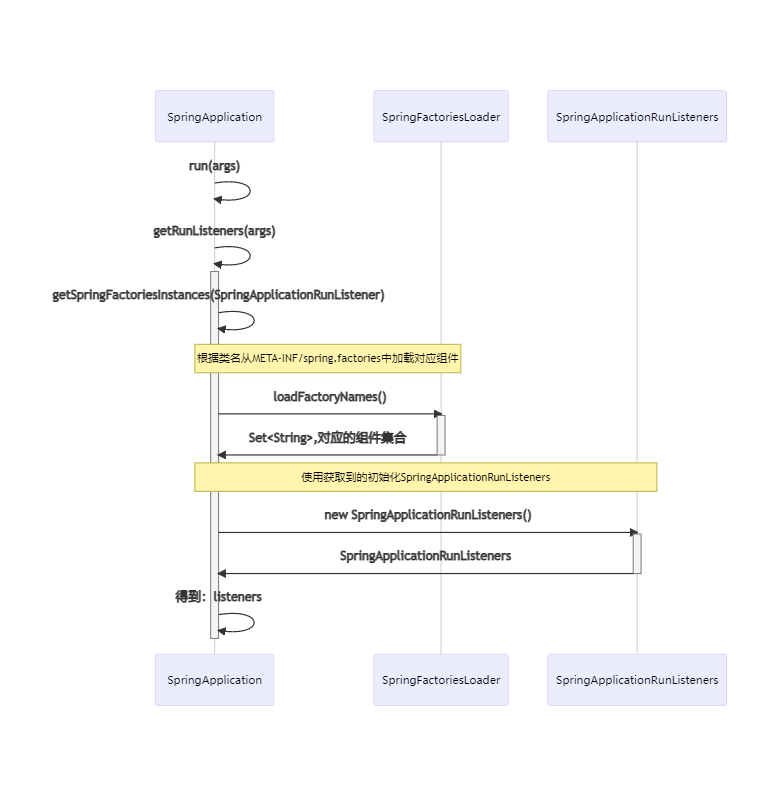 SpringApplication
SpringFactoriesLoader
SpringApplicationRunListeners
run(args)
getRunListeners(args)
getSpringFactoriesInstances(SpringApplicationRunListener)
根据类名从META-INF/spring.factories中加载对应组件
loadFactoryNames()
Set<String>,对应的组件集合
使用获取到的初始化SpringApplicationRunListeners
new SpringApplicationRunListeners()
SpringApplicationRunListeners
得到：listeners
SpringApplication
SpringFactoriesLoader
SpringApplicationRunListeners